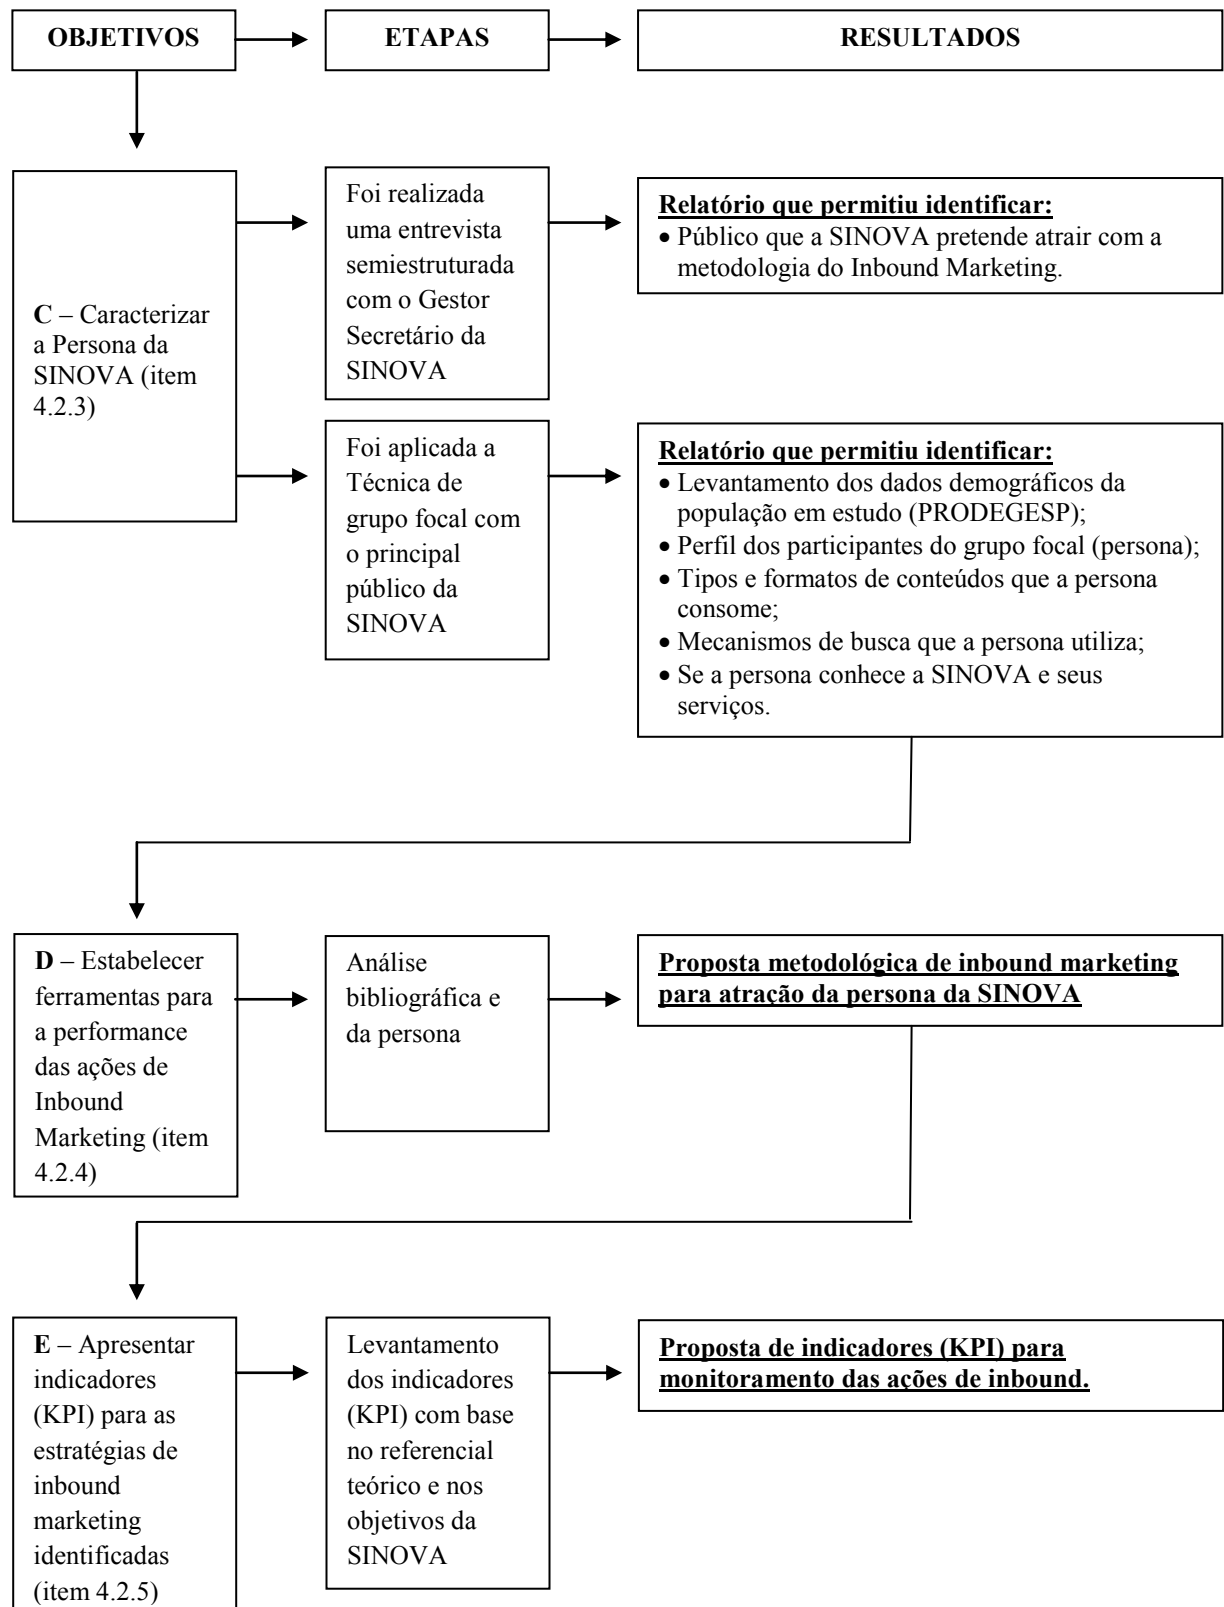 OBJETIVOS
ETAPAS
RESULTADOS
C – Caracterizar
a Persona da
SINOVA (item
4.2.3)
Foi realizada
uma entrevista
semiestruturada
com o Gestor
Secretário da
SINOVA
Relatório que permitiu identificar:
• Público que a SINOVA pretende atrair com a
metodologia do Inbound Marketing.
Foi aplicada a
Técnica de
grupo focal com
o principal
público da
SINOVA
Relatório que permitiu identificar:
• Levantamento dos dados demográficos da
população em estudo (PRODEGESP);
• Perfil dos participantes do grupo focal (persona);
• Tipos e formatos de conteúdos que a persona
consome;
• Mecanismos de busca que a persona utiliza;
• Se a persona conhece a SINOVA e seus
serviços.
D – Estabelecer
ferramentas para
a performance
das ações de
Inbound
Marketing (item
4.2.4)
Análise
bibliográfica e
da persona
Proposta metodológica de inbound marketing
para atração da persona da SINOVA
E – Apresentar
indicadores
(KPI) para as
estratégias de
inbound
marketing
identificadas
(item 4.2.5)
Levantamento
dos indicadores
(KPI) com base
no referencial
teórico e nos
objetivos da
SINOVA
Proposta de indicadores (KPI) para
monitoramento das ações de inbound.